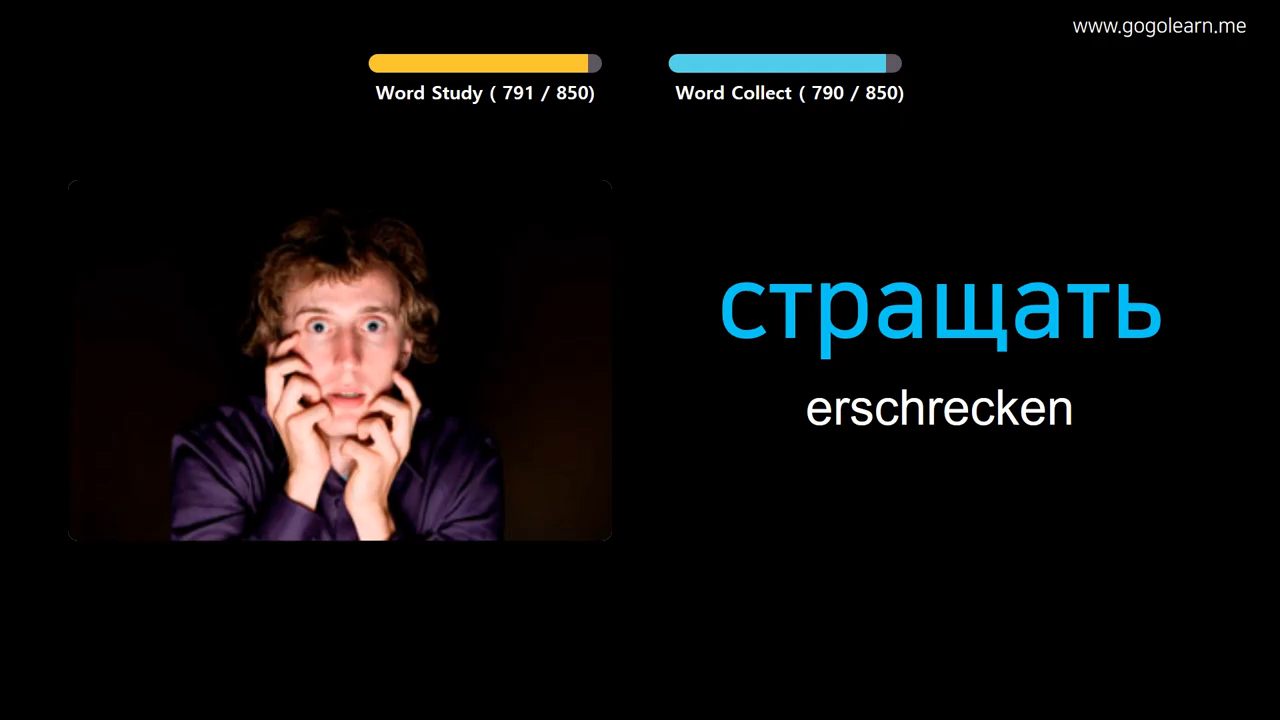 www.gogolearn.me
Word Study ( 791 / 850)
Word Collect ( 790 / 850)
стращать
erschrecken